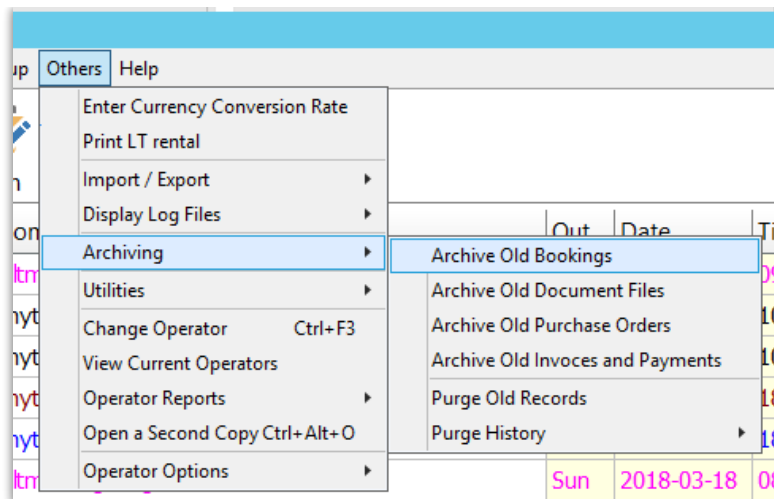 Others Help
Enter Currency Conversion Rate
Print LT rental
Import / Export
Display Log Files
Out Date
Archiving
Archive Old Bookings
Utilities
Archive Old Document Files
Change Operator Ctrl+F3
Archive Old Purchase Orders
View Current Operators
Archive Old Invoces and Payments
Operator Reports
Purge Old Records
Open a Second Copy Ctrl+Alt+O
Purge History
Operator Options
Sun 2018-03-18